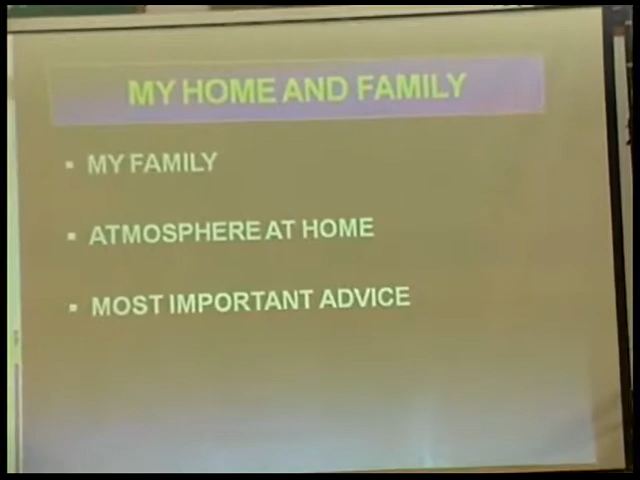 MY HOME AND FAMILY
▪ MY FAMILY
▪ ATMOSPHERE AT HOME
▪ MOST IMPORTANT ADVICE